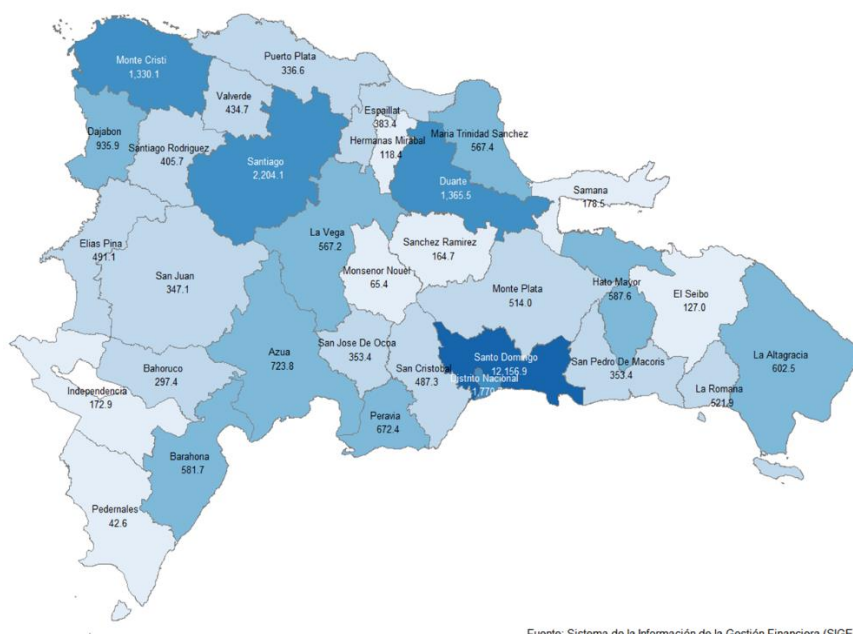 Monte Cristi
1,330.1
Puerto Plata
336.6
Valverde
434.7
Espaillat
383.4
Dajabon
935.9
Santiago Rodriguez
405.7
Hermanas Mirabal
118.4
Maria Trinidad Sanchez
567.4
Santiago
2,204.1
Duarte
1,365.5
Samana
178.5
La Vega
567.2
Sanchez Ramirez
164.7
Elias Pina
491.1
San Juan
347.1
Monsenor Nouel
65.4
Monte Plata
514.0
Hato Mayor
587.6
El Seibo
127.0
Azua
723.8
San Jose De Ocoa
353.4
Santo Domingo
12,156.9
San Pedro De Macoris
353.4
La Altagracia
602.5
Bahoruco
297.4
San Cristobal
487.3
Distrito Nacional
La Romana
521.9
Independencia
172.9
Peravia
672.4
Barahona
581.7
Pedernales
42.6
Fuente: Sistema de la Información de la Gestión Financiera (SIGE